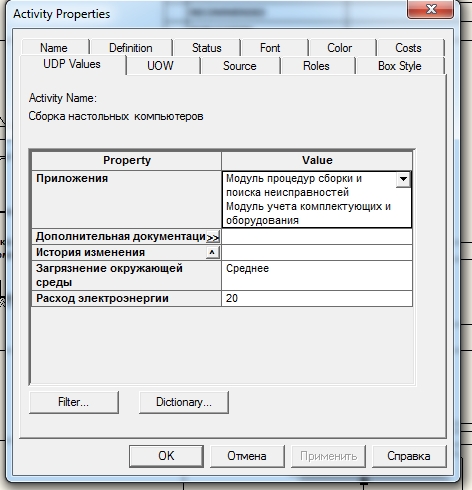 Activity Properties
Name Definition Status Font Color Costs
UDP Values UOW Source Roles Box Style
Activity Name:
Сборка настольных компьютеров
Property Value
Приложения Модуль процедур сборки и
поиска неисправностей
Модуль учета комплектующих и
оборудования
Дополнительная документаци >>
История изменения ^
Загрязнение окружающей Среднее
среды
Расход электроэнергии 20
Filter... Dictionary...
OK Отмена Применить Справка